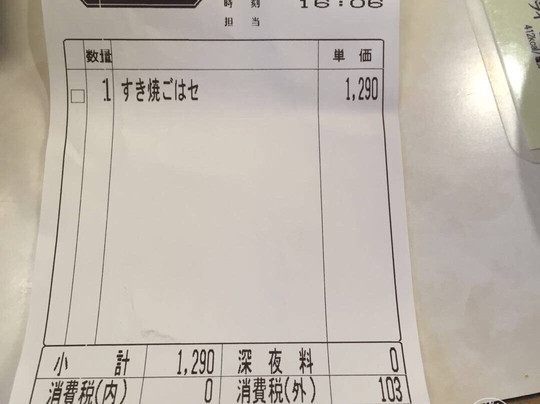 時 刻 16:06
担 当
数量 単価
1 すき焼ごはセ 1,290
小計 1,290 深夜料 0
消費税(内) 0 消費税(外) 103